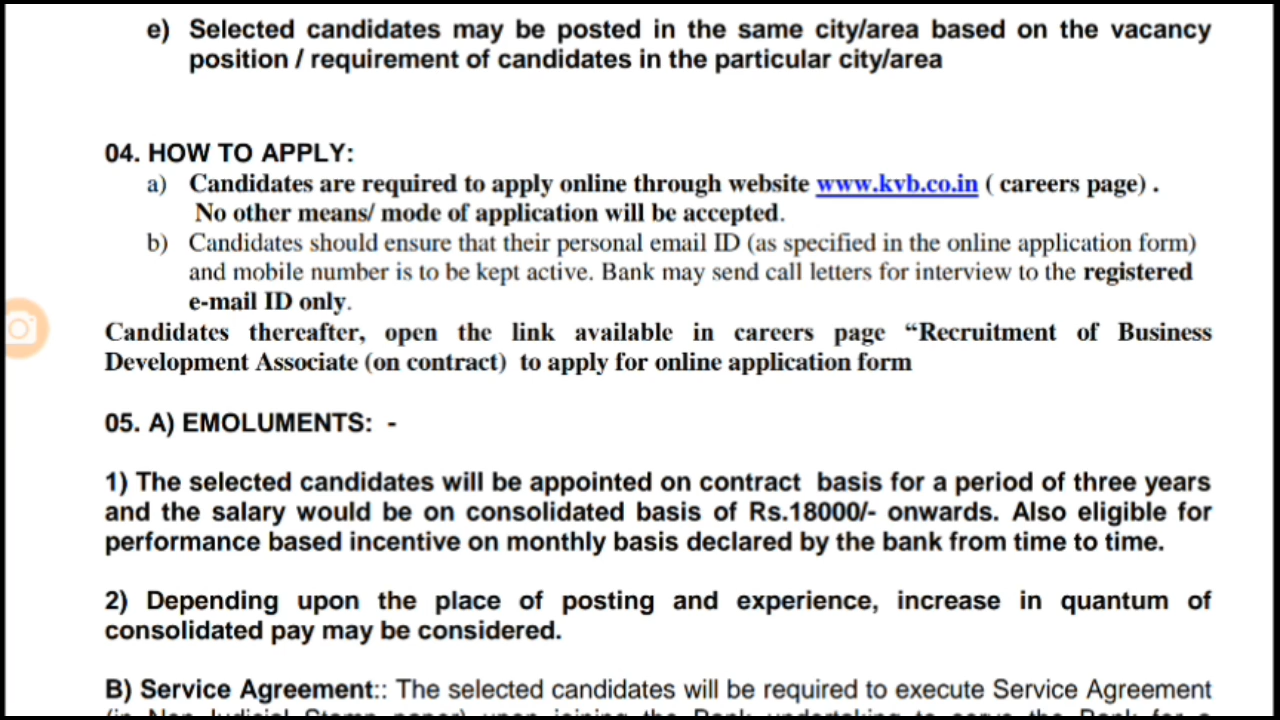 e) Selected candidates may be posted in the same city/area based on the vacancy
position / requirement of candidates in the particular city/area
04. HOW TO APPLY:
a) Candidates are required to apply online through website www.kvb.co.in ( careers page) .
No other means/ mode of application will be accepted.
b) Candidates should ensure that their personal email ID (as specified in the online application form)
and mobile number is to be kept active. Bank may send call letters for interview to the registered
e-mail ID only.
Candidates thereafter, open the link available in careers page “Recruitment of Business
Development Associate (on contract) to apply for online application form
05. A) EMOLUMENTS: -
1) The selected candidates will be appointed on contract basis for a period of three years
and the salary would be on consolidated basis of Rs.18000/- onwards. Also eligible for
performance based incentive on monthly basis declared by the bank from time to time.
2) Depending upon the place of posting and experience, increase in quantum of
consolidated pay may be considered.
B) Service Agreement:: The selected candidates will be required to execute Service Agreement